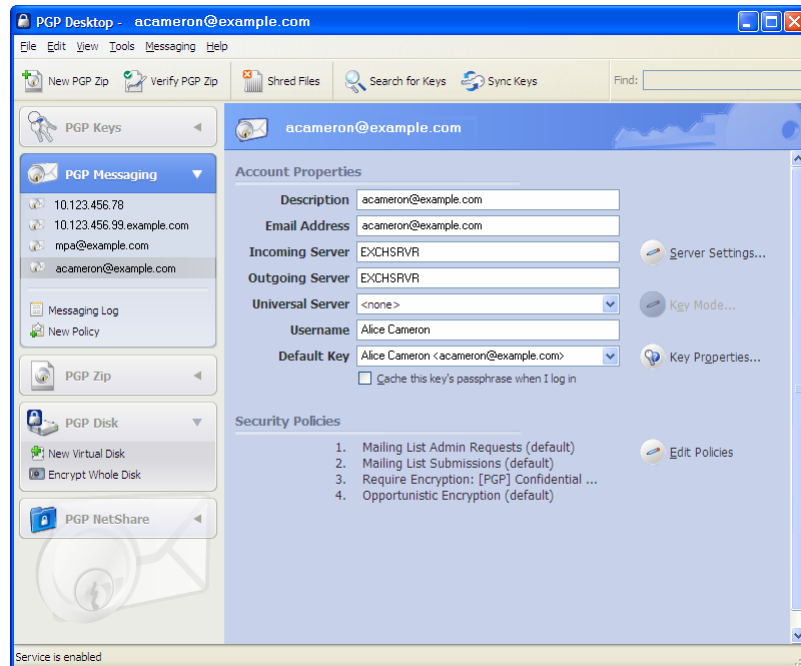 PGP Desktop - acameron@example.com
File Edit View Tools Messaging Help
New PGP Zip Verify PGP Zip Shred Files Search for Keys Sync Keys Find:
PGP Keys
PGP Messaging
10.123.456.78
10.123.456.99.example.com
mpa@example.com
acameron@example.com
Messaging Log
New Policy
PGP Zip
PGP Disk
New Virtual Disk
Encrypt Whole Disk
PGP NetShare
acameron@example.com
Account Properties
Description acameron@example.com
Email Address acameron@example.com
Incoming Server EXCHSRVR
Server Settings...
Outgoing Server EXCHSRVR
Universal Server <none>
Key Mode...
Username Alice Cameron
Default Key Alice Cameron <acameron@example.com>
Key Properties...
Cache this key's passphrase when I log in
Security Policies
1. Mailing List Admin Requests (default)
2. Mailing List Submissions (default)
3. Require Encryption: [PGP] Confidential ...
4. Opportunistic Encryption (default)
Edit Policies
Service is enabled